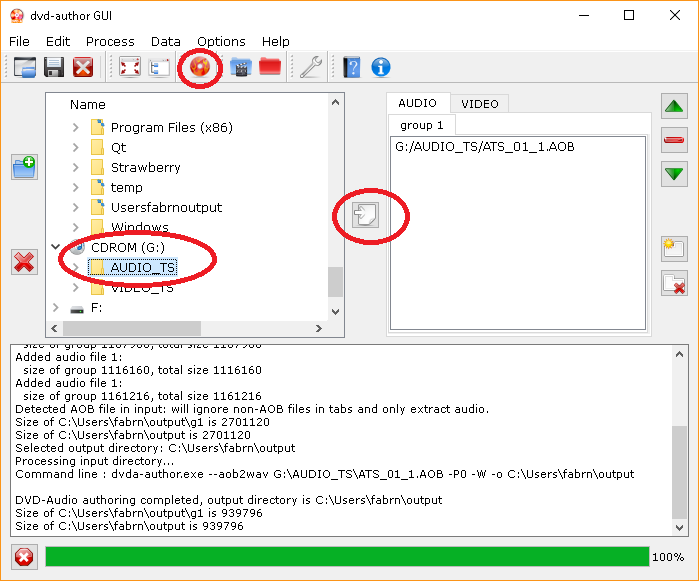 dvd-author GUI
File Edit Process Data Options Help
Name
Program Files (x86)
Qt
Strawberry
temp
Usersfabrnoutput
Windows
CDROM (G:)
AUDIO_TS
VIDEO_TS
F:
AUDIO VIDEO
group 1
G:/AUDIO_TS/ATS_01_1.AOB
size of group 1167968, total size 1167968
Added audio file 1:
size of group 1116160, total size 1116160
Added audio file 1:
size of group 1161216, total size 1161216
Detected AOB file in input: will ignore non-AOB files in tabs and only extract audio.
Size of C:\Users\fabrn\output\g1 is 2701120
Size of C:\Users\fabrn\output is 2701120
Selected output directory: C:\Users\fabrn\output
Processing input directory...
Command line : dvda-author.exe --aob2wav G:\AUDIO_TS\ATS_01_1.AOB -P0 -W -o C:\Users\fabrn\output
DVD-Audio authoring completed, output directory is C:\Users\fabrn\output
Size of C:\Users\fabrn\output\g1 is 939796
Size of C:\Users\fabrn\output is 939796
100%